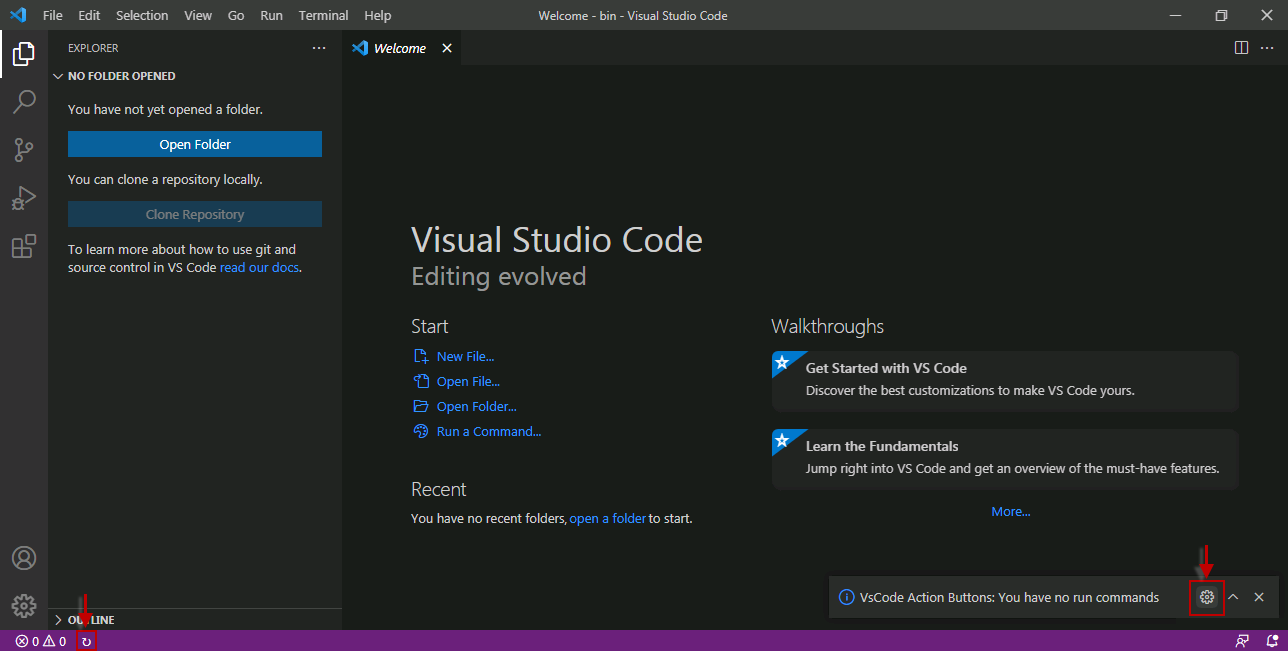 File Edit Selection View Go Run Terminal Help
Welcome - bin - Visual Studio Code
EXPLORER
Welcome
NO FOLDER OPENED
You have not yet opened a folder.
Open Folder
You can clone a repository locally.
Clone Repository
To learn more about how to use git and
source control in VS Code read our docs.
Visual Studio Code
Editing evolved
Start
New File...
Open File...
Open Folder...
Run a Command...
Recent
You have no recent folders, open a folder to start.
Walkthroughs
Get Started with VS Code
Discover the best customizations to make VS Code yours.
Learn the Fundamentals
Jump right into VS Code and get an overview of the must-have features.
More...
VsCode Action Buttons: You have no run commands
OUTLINE
0 0